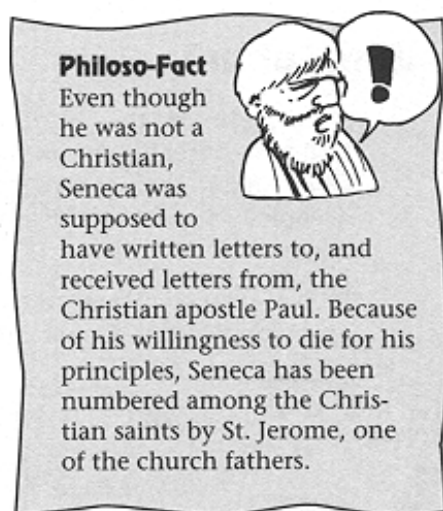 Philoso-Fact
!
Even though
he was not a
Christian,
Seneca was
supposed to
have written letters to, and
received letters from, the
Christian apostle Paul. Because
of his willingness to die for his
principles, Seneca has been
numbered among the Chris-
tian saints by St. Jerome, one
of the church fathers.